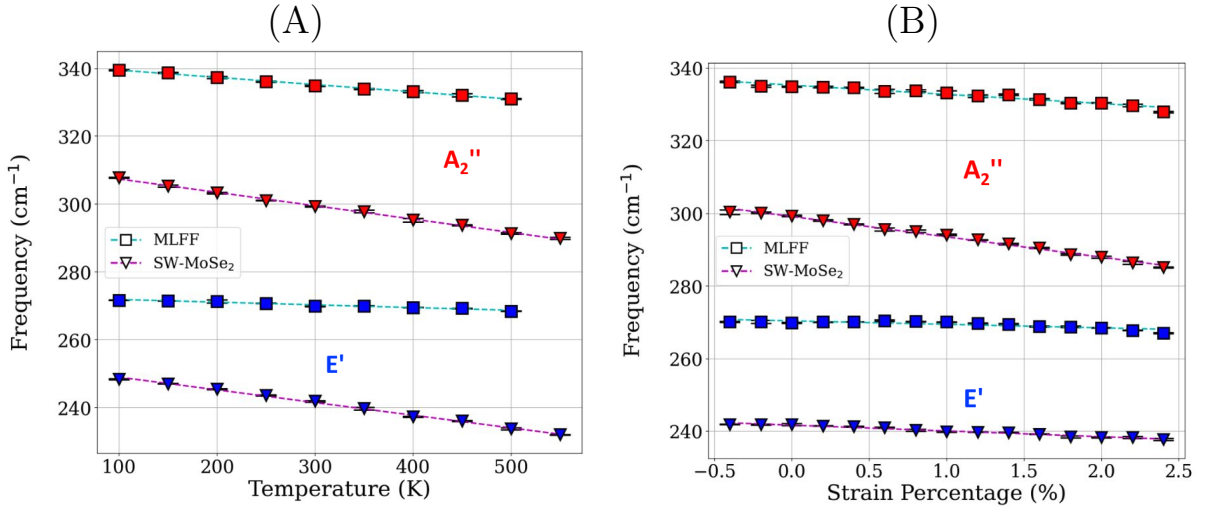 (A)
340
320
300
280
260
240
100
200
300
400
500
Frequency (cm⁻¹)
Temperature (K)
A₂''
E'
MLFF
SW-MoSe₂
(B)
340
320
300
280
260
240
−0.5
0.0
0.5
1.0
1.5
2.0
2.5
Frequency (cm⁻¹)
Strain Percentage (%)
A₂''
E'
MLFF
SW-MoSe₂